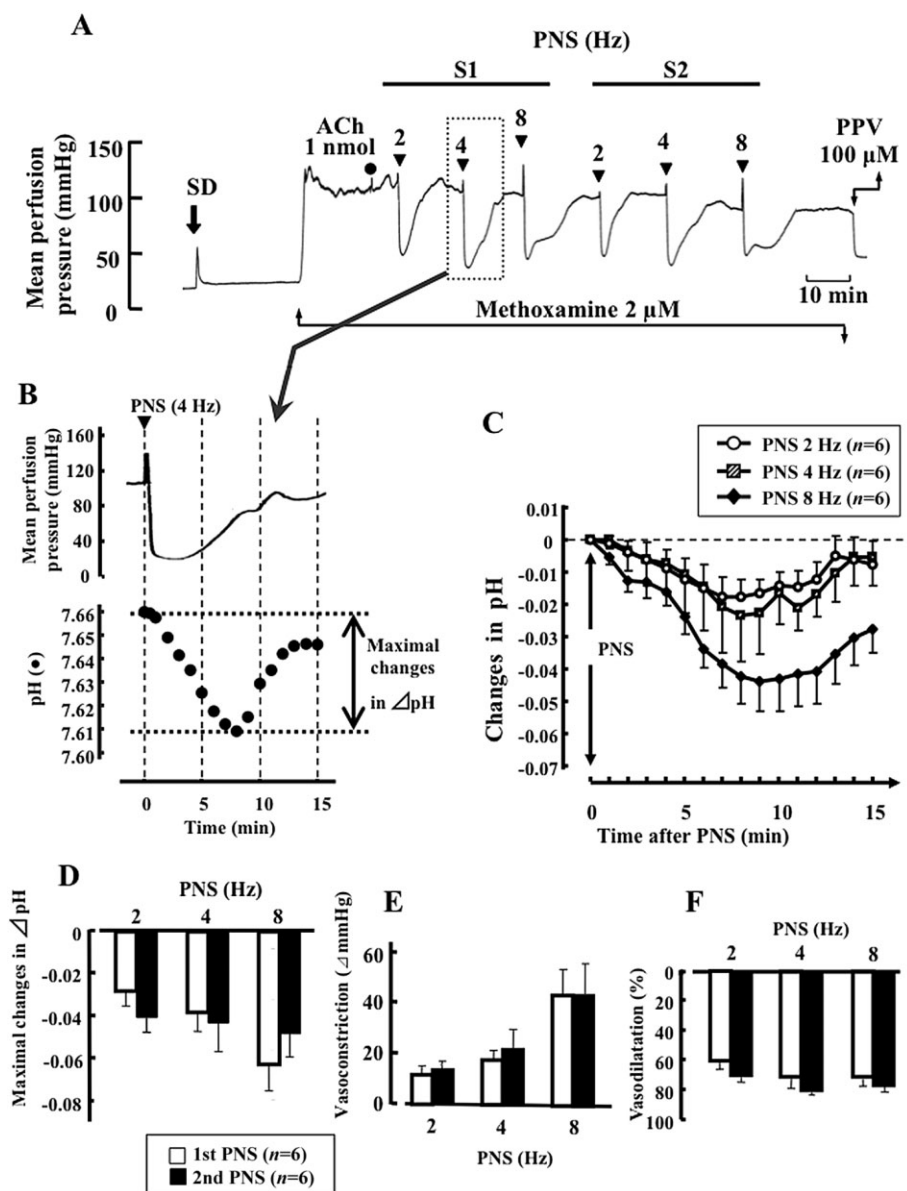 A
PNS (Hz)
S1 S2
ACh
1 nmol
2 4 8 2 4 8
PPV
100 µM
SD
Mean perfusion
pressure (mmHg)
150
100
50
0
10 min
Methoxamine 2 µM
B
PNS (4 Hz)
Mean perfusion
pressure (mmHg)
160
120
80
40
0
pH (●)
7.66
7.65
7.64
7.63
7.62
7.61
7.60
Maximal
changes
in ⊿pH
0 5 10 15
Time (min)
C
PNS 2 Hz (n=6)
PNS 4 Hz (n=6)
PNS 8 Hz (n=6)
Changes in pH
0
-0.01
-0.02
-0.03
-0.04
-0.05
-0.06
-0.07
PNS
0 5 10 15
Time after PNS (min)
D
PNS (Hz)
2 4 8
Maximal changes in ⊿pH
0
-0.02
-0.04
-0.06
-0.08
1st PNS (n=6)
2nd PNS (n=6)
E
Vasoconstriction (⊿mmHg)
60
40
20
0
2 4 8
PNS (Hz)
F
PNS (Hz)
2 4 8
Vasodilatation (%)
0
20
40
60
80
100